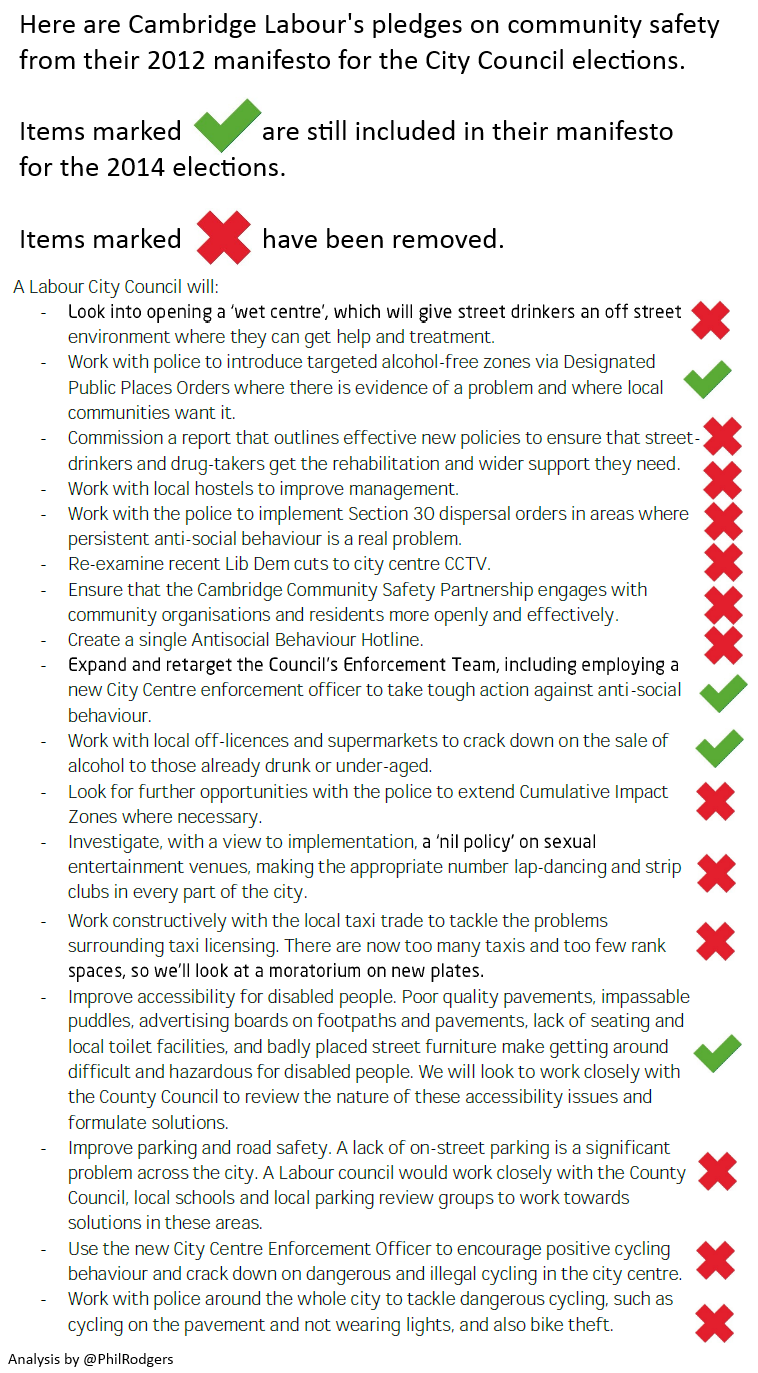 Here are Cambridge Labour's pledges on community safety
from their 2012 manifesto for the City Council elections.
Items marked are still included in their manifesto
for the 2014 elections.
Items marked have been removed.
A Labour City Council will:
- Look into opening a ‘wet centre’, which will give street drinkers an off street
environment where they can get help and treatment.
- Work with police to introduce targeted alcohol-free zones via Designated
Public Places Orders where there is evidence of a problem and where local
communities want it.
- Commission a report that outlines effective new policies to ensure that street-
drinkers and drug-takers get the rehabilitation and wider support they need.
- Work with local hostels to improve management.
- Work with the police to implement Section 30 dispersal orders in areas where
persistent anti-social behaviour is a real problem.
- Re-examine recent Lib Dem cuts to city centre CCTV.
- Ensure that the Cambridge Community Safety Partnership engages with
community organisations and residents more openly and effectively.
- Create a single Antisocial Behaviour Hotline.
- Expand and retarget the Council’s Enforcement Team, including employing a
new City Centre enforcement officer to take tough action against anti-social
behaviour.
- Work with local off-licences and supermarkets to crack down on the sale of
alcohol to those already drunk or under-aged.
- Look for further opportunities with the police to extend Cumulative Impact
Zones where necessary.
- Investigate, with a view to implementation, a ‘nil policy’ on sexual
entertainment venues, making the appropriate number lap-dancing and strip
clubs in every part of the city.
- Work constructively with the local taxi trade to tackle the problems
surrounding taxi licensing. There are now too many taxis and too few rank
spaces, so we’ll look at a moratorium on new plates.
- Improve accessibility for disabled people. Poor quality pavements, impassable
puddles, advertising boards on footpaths and pavements, lack of seating and
local toilet facilities, and badly placed street furniture make getting around
difficult and hazardous for disabled people. We will look to work closely with
the County Council to review the nature of these accessibility issues and
formulate solutions.
- Improve parking and road safety. A lack of on-street parking is a significant
problem across the city. A Labour council would work closely with the County
Council, local schools and local parking review groups to work towards
solutions in these areas.
- Use the new City Centre Enforcement Officer to encourage positive cycling
behaviour and crack down on dangerous and illegal cycling in the city centre.
- Work with police around the whole city to tackle dangerous cycling, such as
cycling on the pavement and not wearing lights, and also bike theft.
Analysis by @PhilRodgers